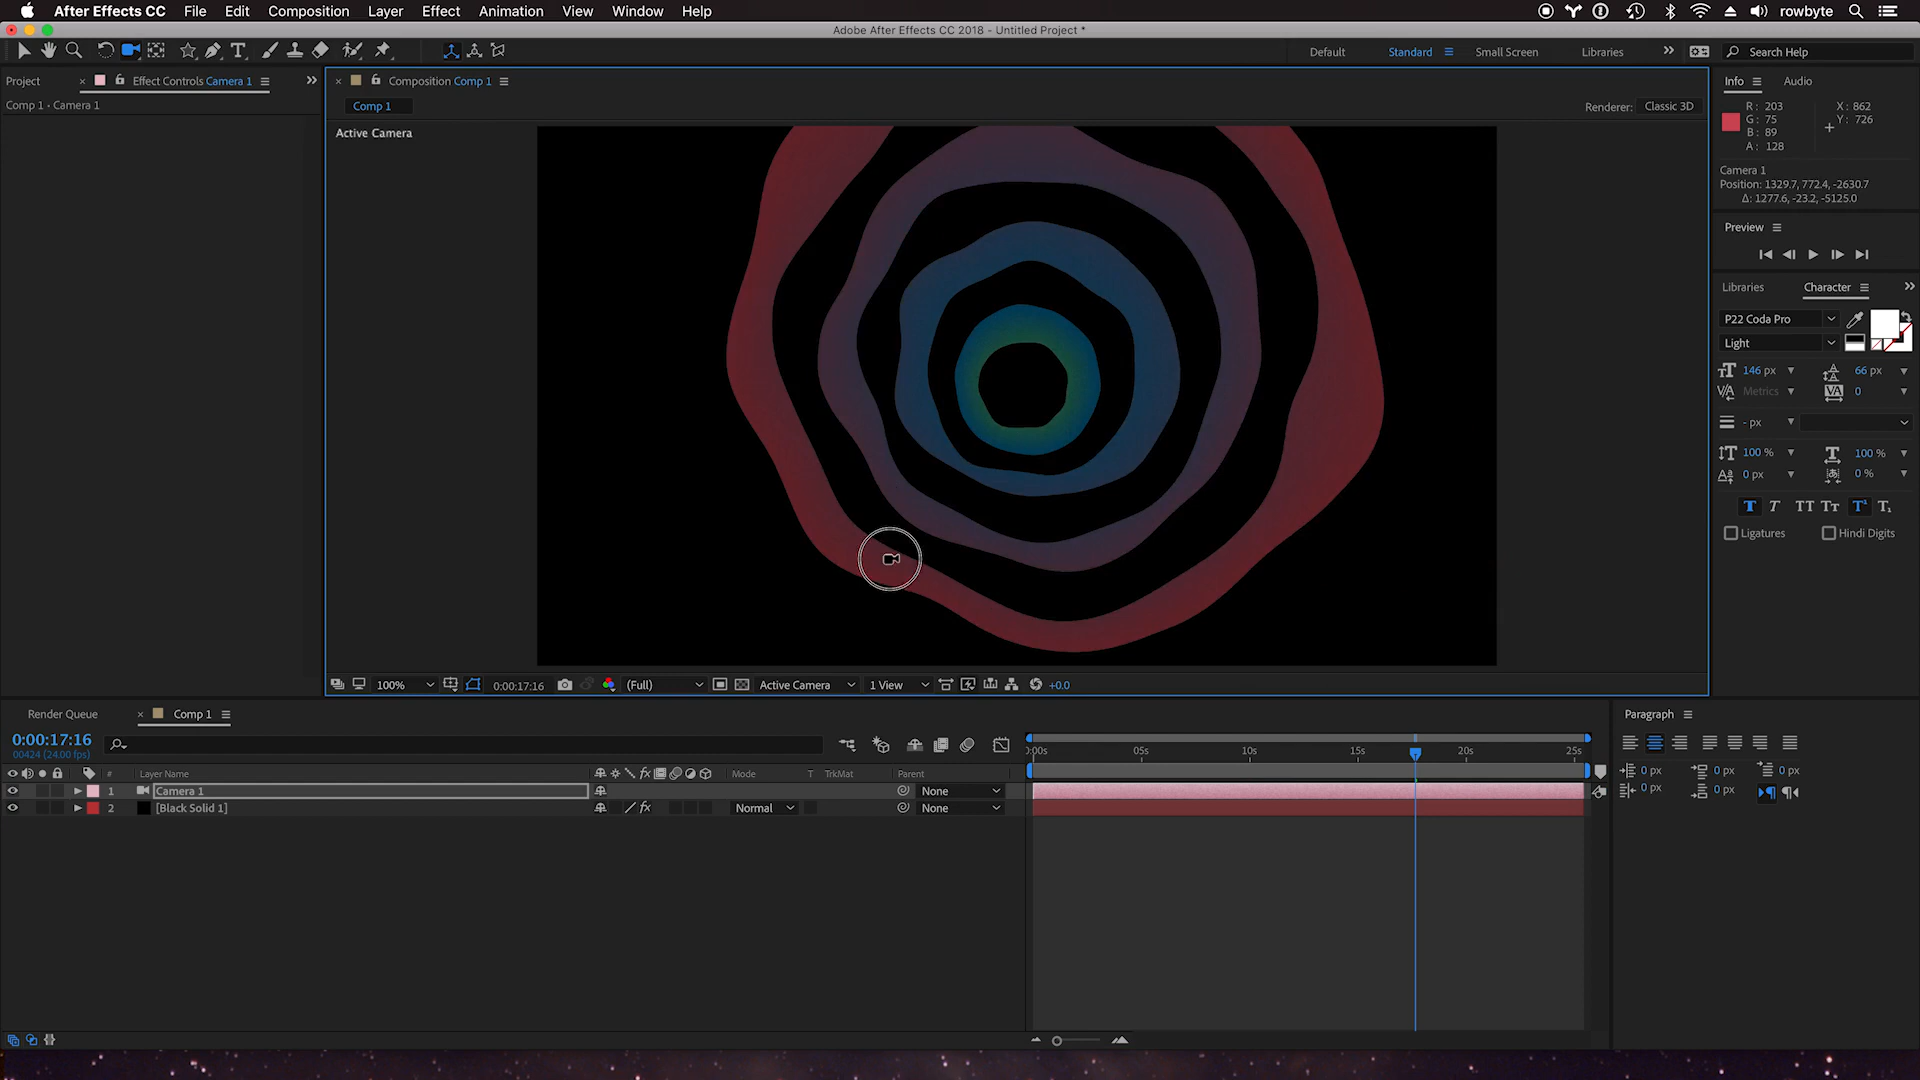 After Effects CC File Edit Composition Layer Effect Animation View Window Help rowbyte
Adobe After Effects CC 2018 - Untitled Project *
Default Standard Small Screen Libraries Search Help
Project Effect Controls Camera 1
Composition Comp 1
Info Audio
Comp 1 • Camera 1
Comp 1
Renderer: Classic 3D
R: 203
G: 75
B: 89
A: 128
X: 862
Y: 726
Active Camera
Camera 1
Position: 1329.7, 772.4, -2630.7
Δ: 1277.6, -23.2, -5125.0
Preview
Libraries Character
P22 Coda Pro
Light
146 px 66 px
Metrics 0
- px
100 % 100 %
0 px 0 %
T T TT Tt T¹ T₁
Ligatures Hindi Digits
100% 0:00:17:16 (Full) Active Camera 1 View +0.0
Render Queue Comp 1
0:00:17:16
00424 (24.00 fps)
:00s 05s 10s 15s 20s 25s
# Layer Name Mode T TrkMat Parent
1 Camera 1 None
2 [Black Solid 1] Normal None
Paragraph
0 px 0 px 0 px
0 px 0 px